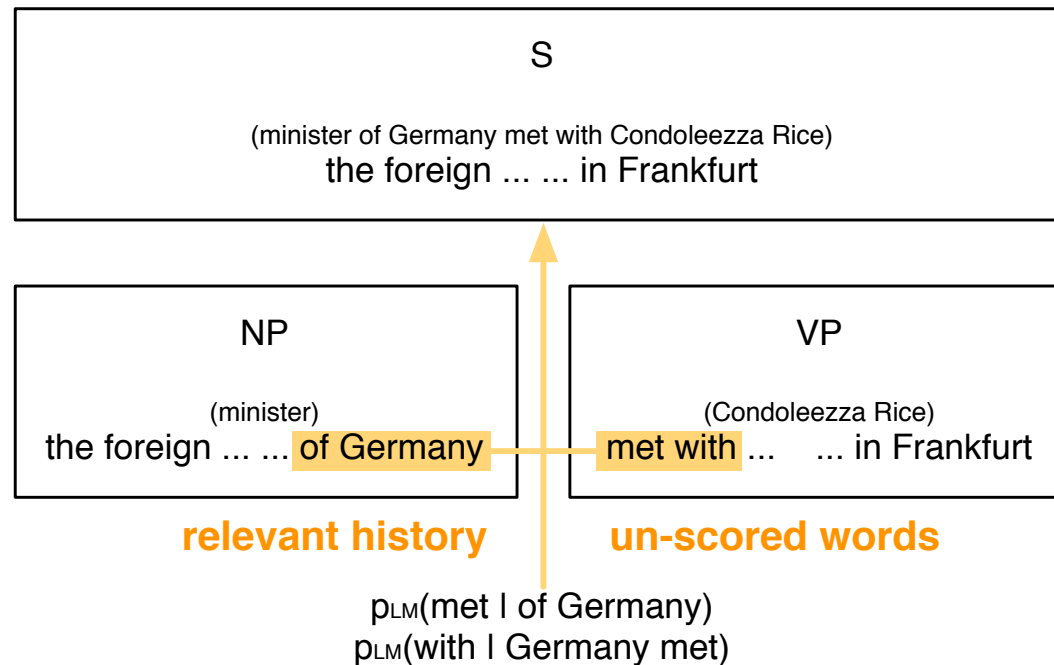 S
(minister of Germany met with Condoleezza Rice)
the foreign ... ... in Frankfurt
NP
VP
(minister)
(Condoleezza Rice)
the foreign ... ... of Germany
met with ... ... in Frankfurt
relevant history
un-scored words
pLM(met | of Germany)
pLM(with | Germany met)